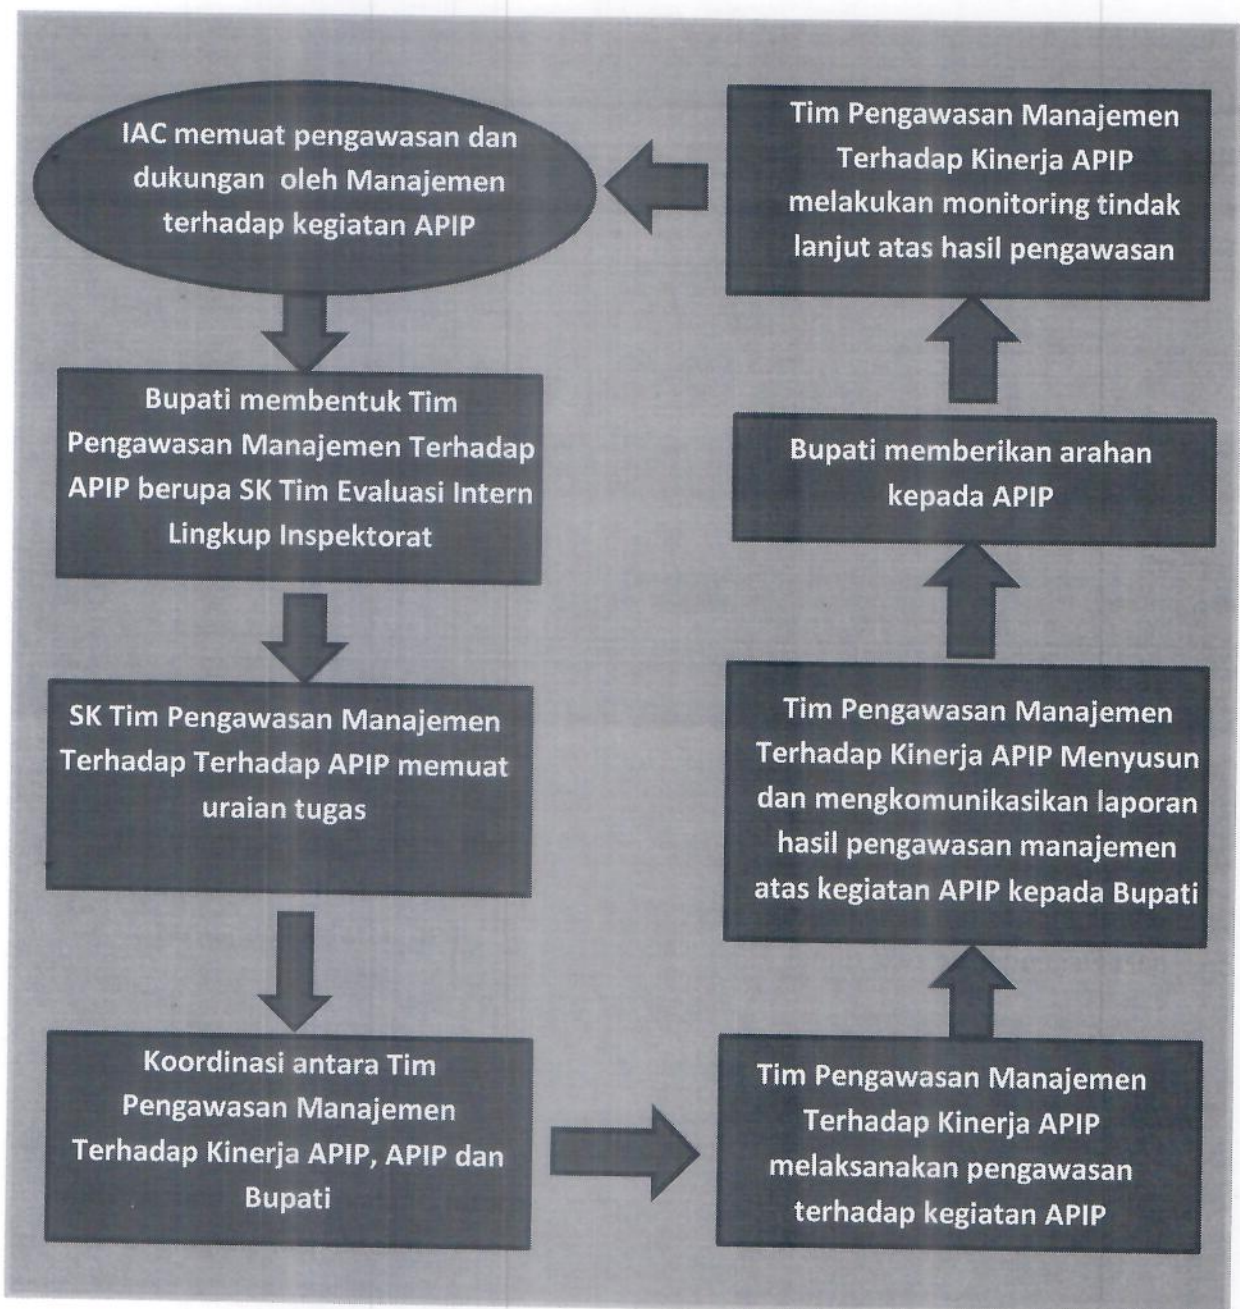 IAC memuat pengawasan dan
dukungan oleh Manajemen
terhadap kegiatan APIP
Bupati membentuk Tim
Pengawasan Manajemen Terhadap
APIP berupa SK Tim Evaluasi Intern
Lingkup Inspektorat
SK Tim Pengawasan Manajemen
Terhadap Terhadap APIP memuat
uraian tugas
Koordinasi antara Tim
Pengawasan Manajemen
Terhadap Kinerja APIP, APIP dan
Bupati
Tim Pengawasan Manajemen
Terhadap Kinerja APIP
melaksanakan pengawasan
terhadap kegiatan APIP
Tim Pengawasan Manajemen
Terhadap Kinerja APIP Menyusun
dan mengkomunikasikan laporan
hasil pengawasan manajemen
atas kegiatan APIP kepada Bupati
Bupati memberikan arahan
kepada APIP
Tim Pengawasan Manajemen
Terhadap Kinerja APIP
melakukan monitoring tindak
lanjut atas hasil pengawasan